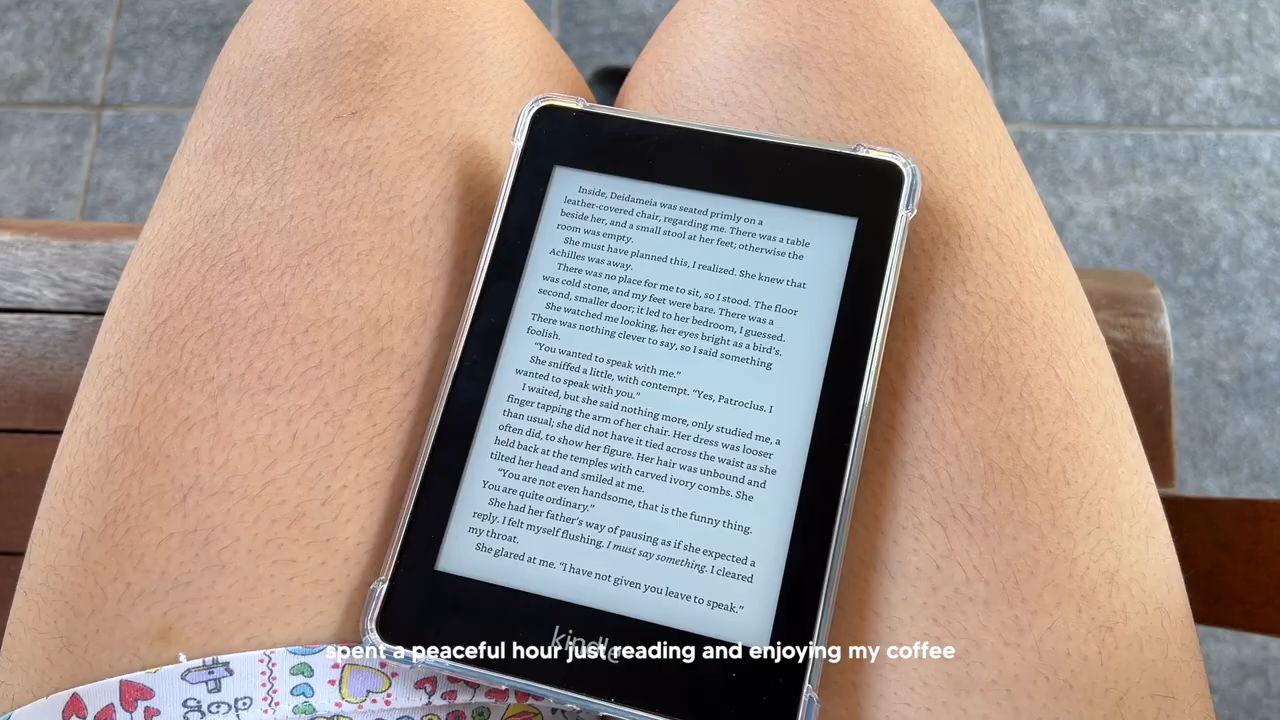 Inside, Deidameia was seated primly on a
leather-covered chair, regarding me. There was a table
beside her, and a small stool at her feet; otherwise the
room was empty.
She must have planned this, I realized. She knew that
Achilles was away.
There was no place for me to sit, so I stood. The floor
was cold stone, and my feet were bare. There was a
second, smaller door; it led to her bedroom, I guessed.
She watched me looking, her eyes bright as a bird's.
There was nothing clever to say, so I said something
foolish.
"You wanted to speak with me."
She sniffed a little, with contempt. "Yes, Patroclus. I
wanted to speak with you."
I waited, but she said nothing more, only studied me, a
finger tapping the arm of her chair. Her dress was looser
than usual; she did not have it tied across the waist as she
often did, to show her figure. Her hair was unbound and
held back at the temples with carved ivory combs. She
tilted her head and smiled at me.
"You are not even handsome, that is the funny thing.
You are quite ordinary."
She had her father's way of pausing as if she expected a
reply. I felt myself flushing. I must say something. I cleared
my throat.
She glared at me. "I have not given you leave to speak."
kindle
spent a peaceful hour just reading and enjoying my coffee